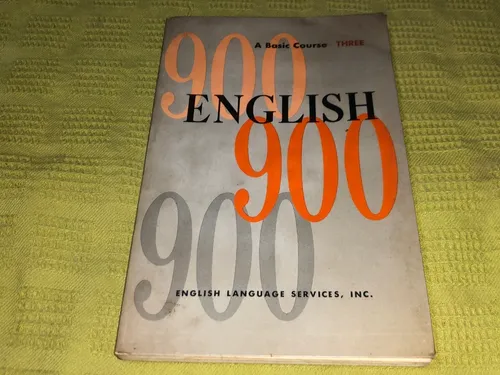 A Basic Course THREE
900
ENGLISH
900
900
ENGLISH LANGUAGE SERVICES, INC.